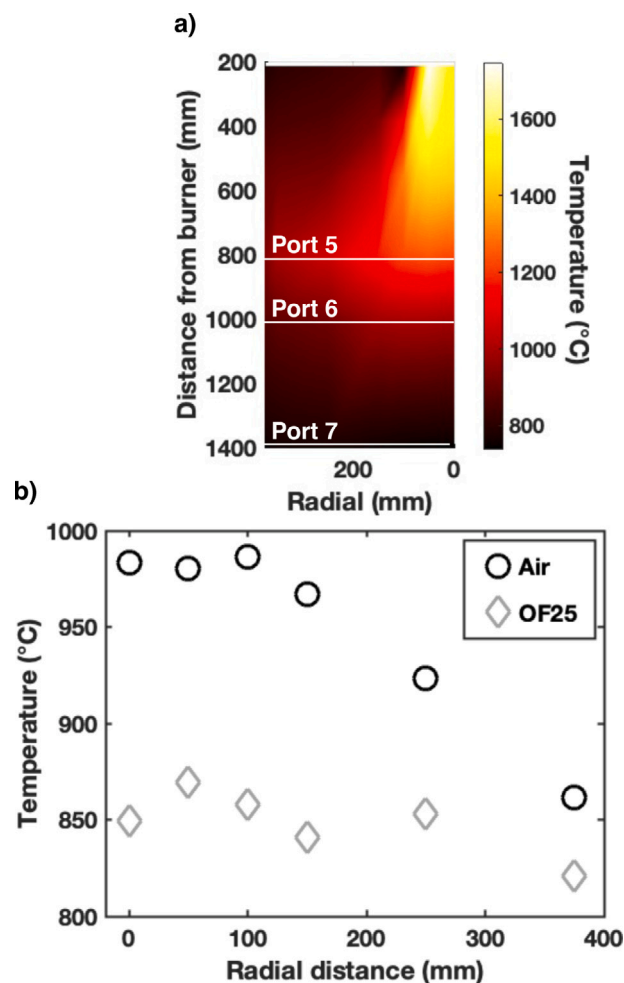 a)
200
400
600
800
1000
1200
1400
Distance from burner (mm)
Port 5
Port 6
Port 7
200
0
Radial (mm)
1600
1400
1200
1000
800
Temperature (°C)
b)
1000
950
900
850
800
Temperature (°C)
Air
OF25
0
100
200
300
400
Radial distance (mm)